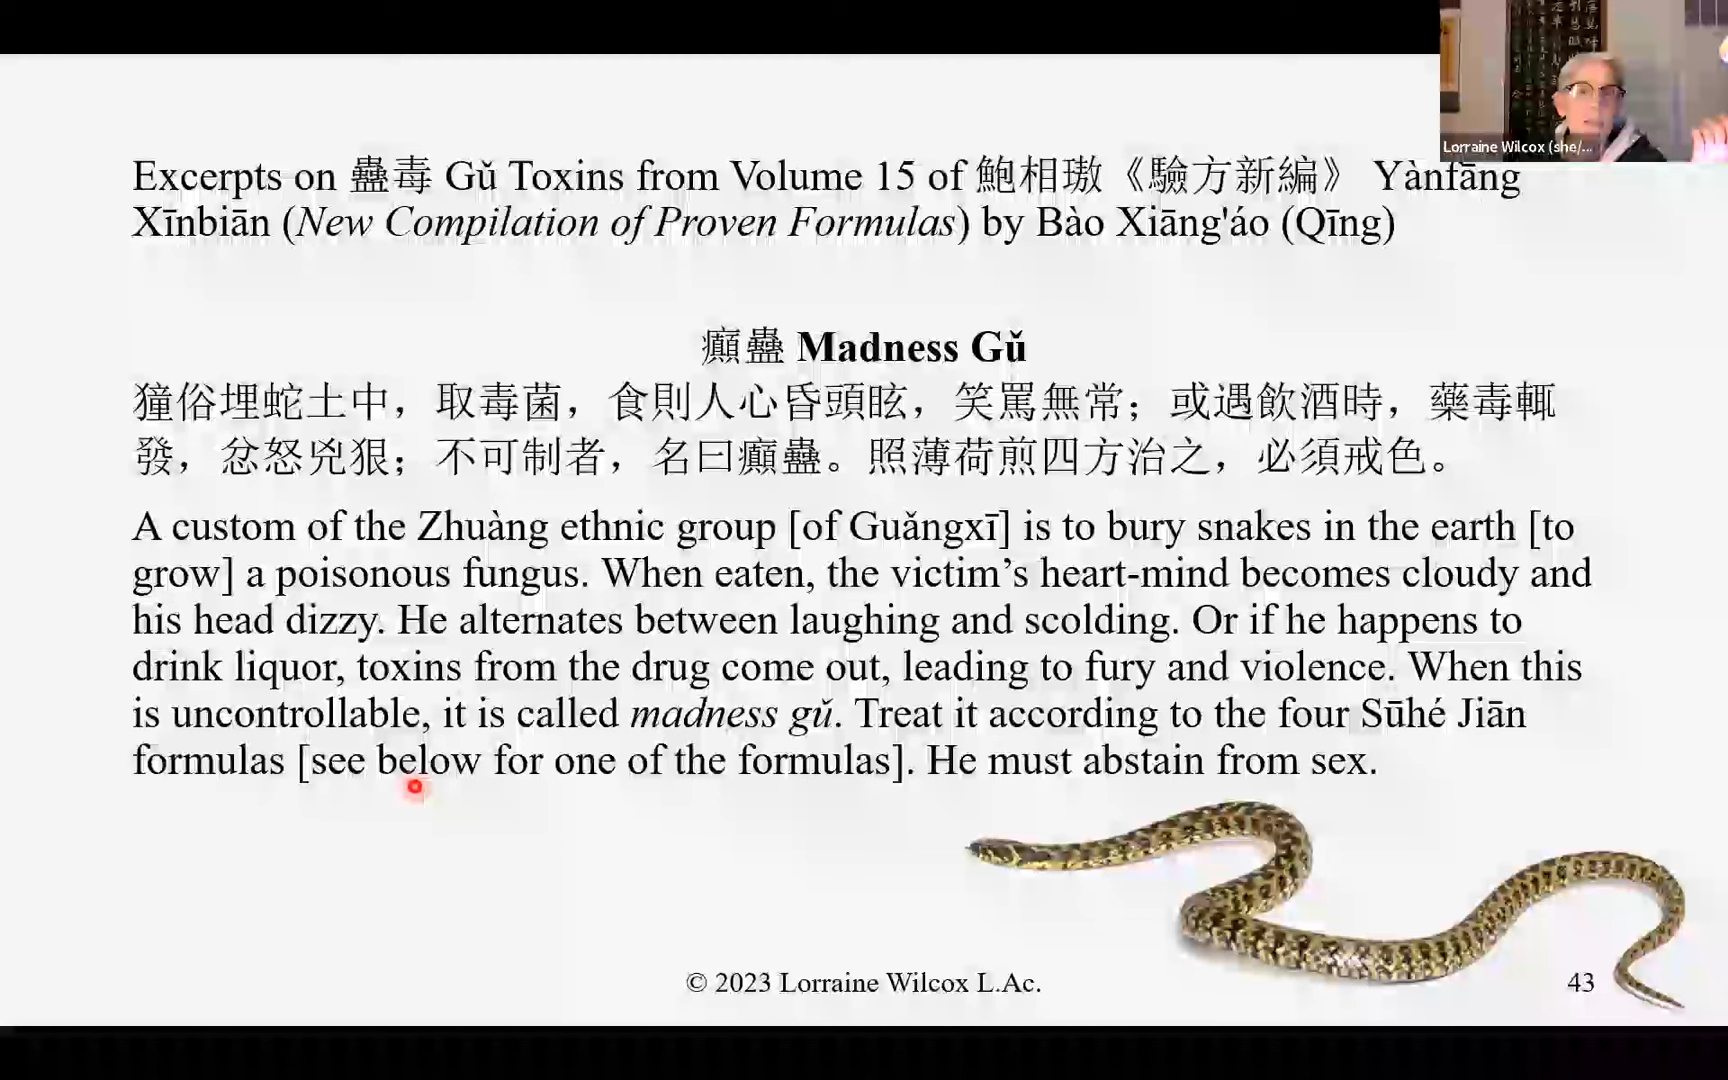 Lorraine Wilcox (she/...
Excerpts on 蠱毒 Gǔ Toxins from Volume 15 of 鮑相璈《驗方新編》 Yànfāng
Xīnbiān (New Compilation of Proven Formulas) by Bào Xiāng'áo (Qīng)
癲蠱 Madness Gǔ
獞俗埋蛇土中，取毒菌，食則人心昏頭眩，笑罵無常；或遇飲酒時，藥毒輒
發，忿怒兇狠；不可制者，名曰癲蠱。照薄荷煎四方治之，必須戒色。
A custom of the Zhuàng ethnic group [of Guǎngxī] is to bury snakes in the earth [to
grow] a poisonous fungus. When eaten, the victim’s heart-mind becomes cloudy and
his head dizzy. He alternates between laughing and scolding. Or if he happens to
drink liquor, toxins from the drug come out, leading to fury and violence. When this
is uncontrollable, it is called madness gǔ. Treat it according to the four Sūhé Jiān
formulas [see below for one of the formulas]. He must abstain from sex.
© 2023 Lorraine Wilcox L.Ac.
43